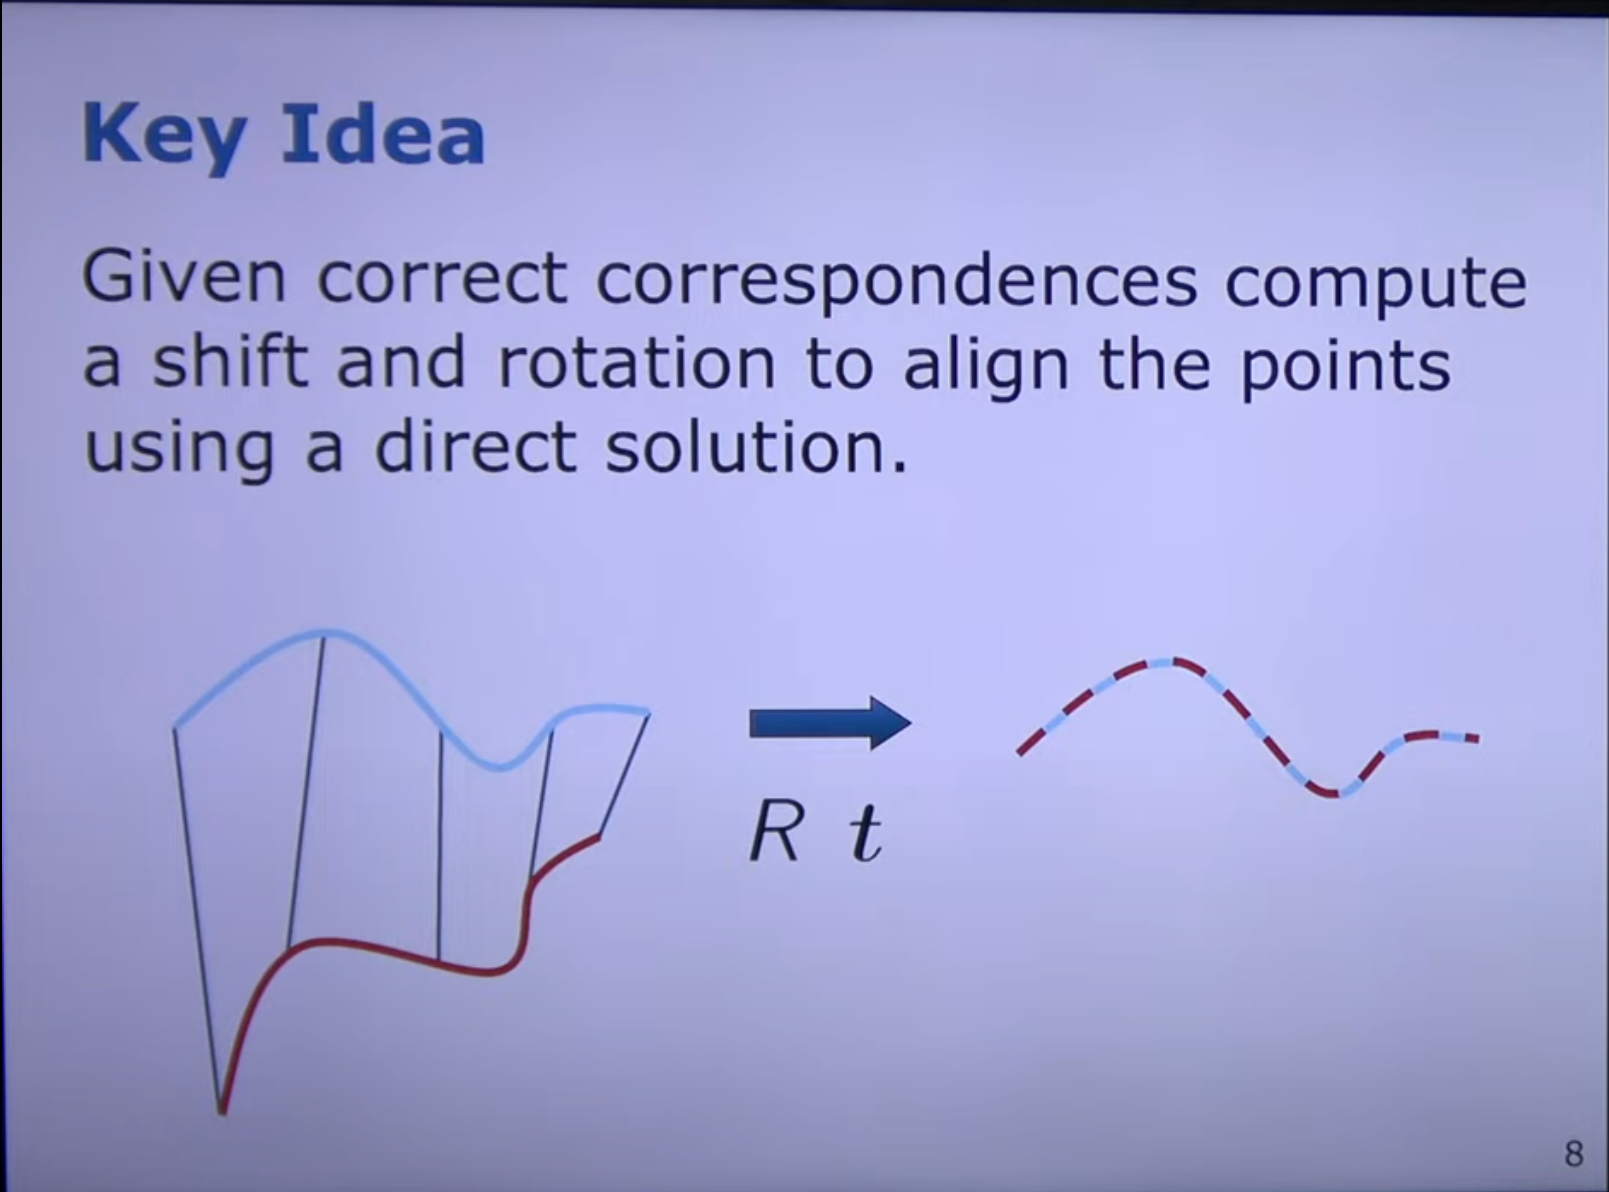 Key Idea
Given correct correspondences compute
a shift and rotation to align the points
using a direct solution.
R t
8